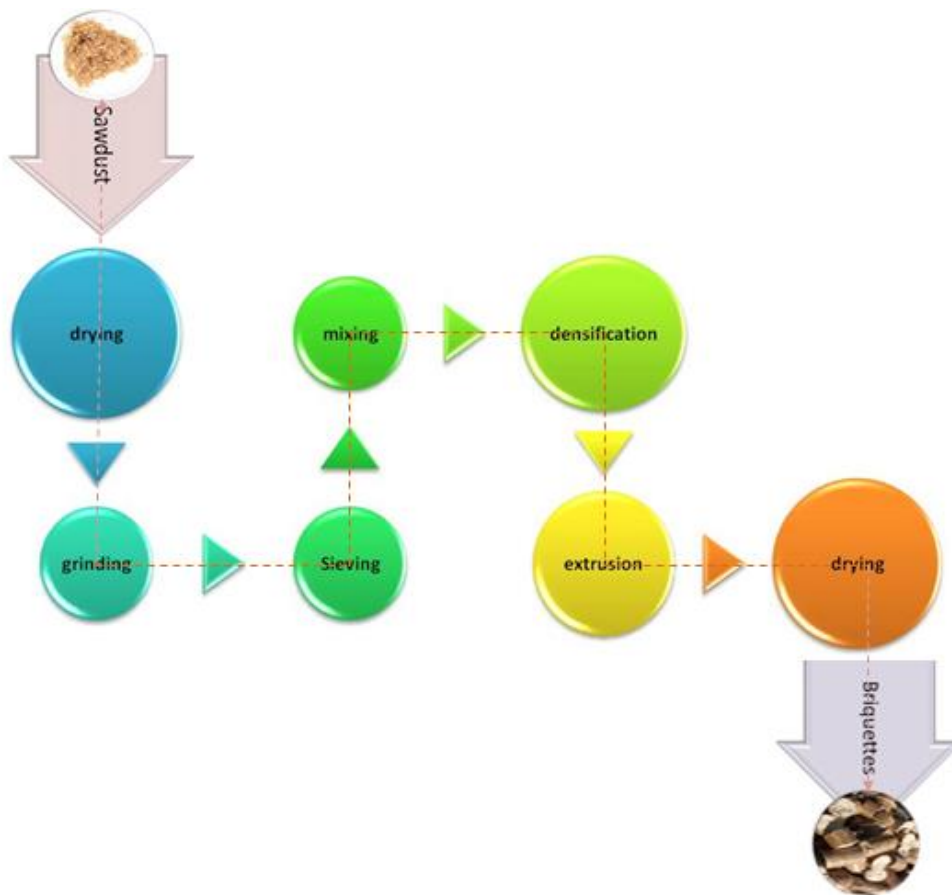 Sawdust
drying
grinding
Sieving
mixing
densification
extrusion
drying
Briquettes